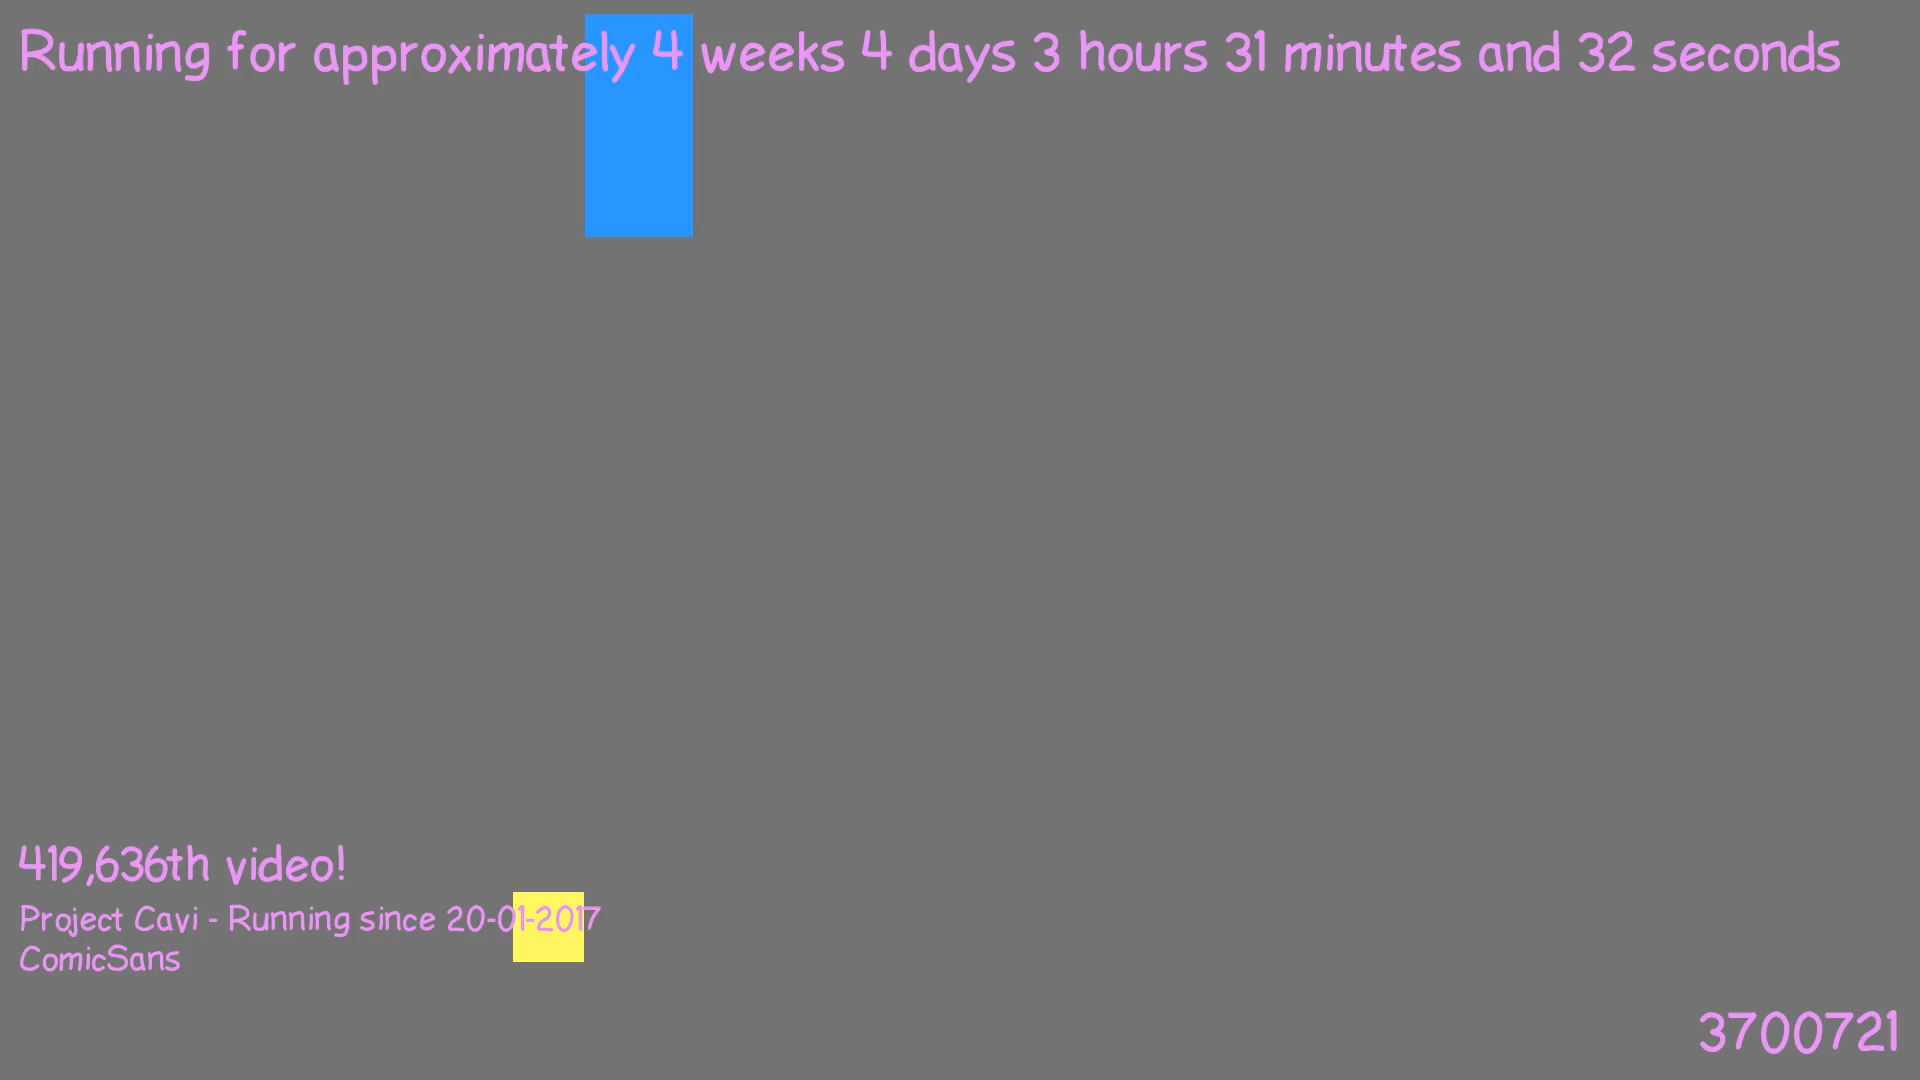 Running for approximately 4 weeks 4 days 3 hours 31 minutes and 32 seconds
419,636th video!
Project Cavi - Running since 20-01-2017
ComicSans
3700721